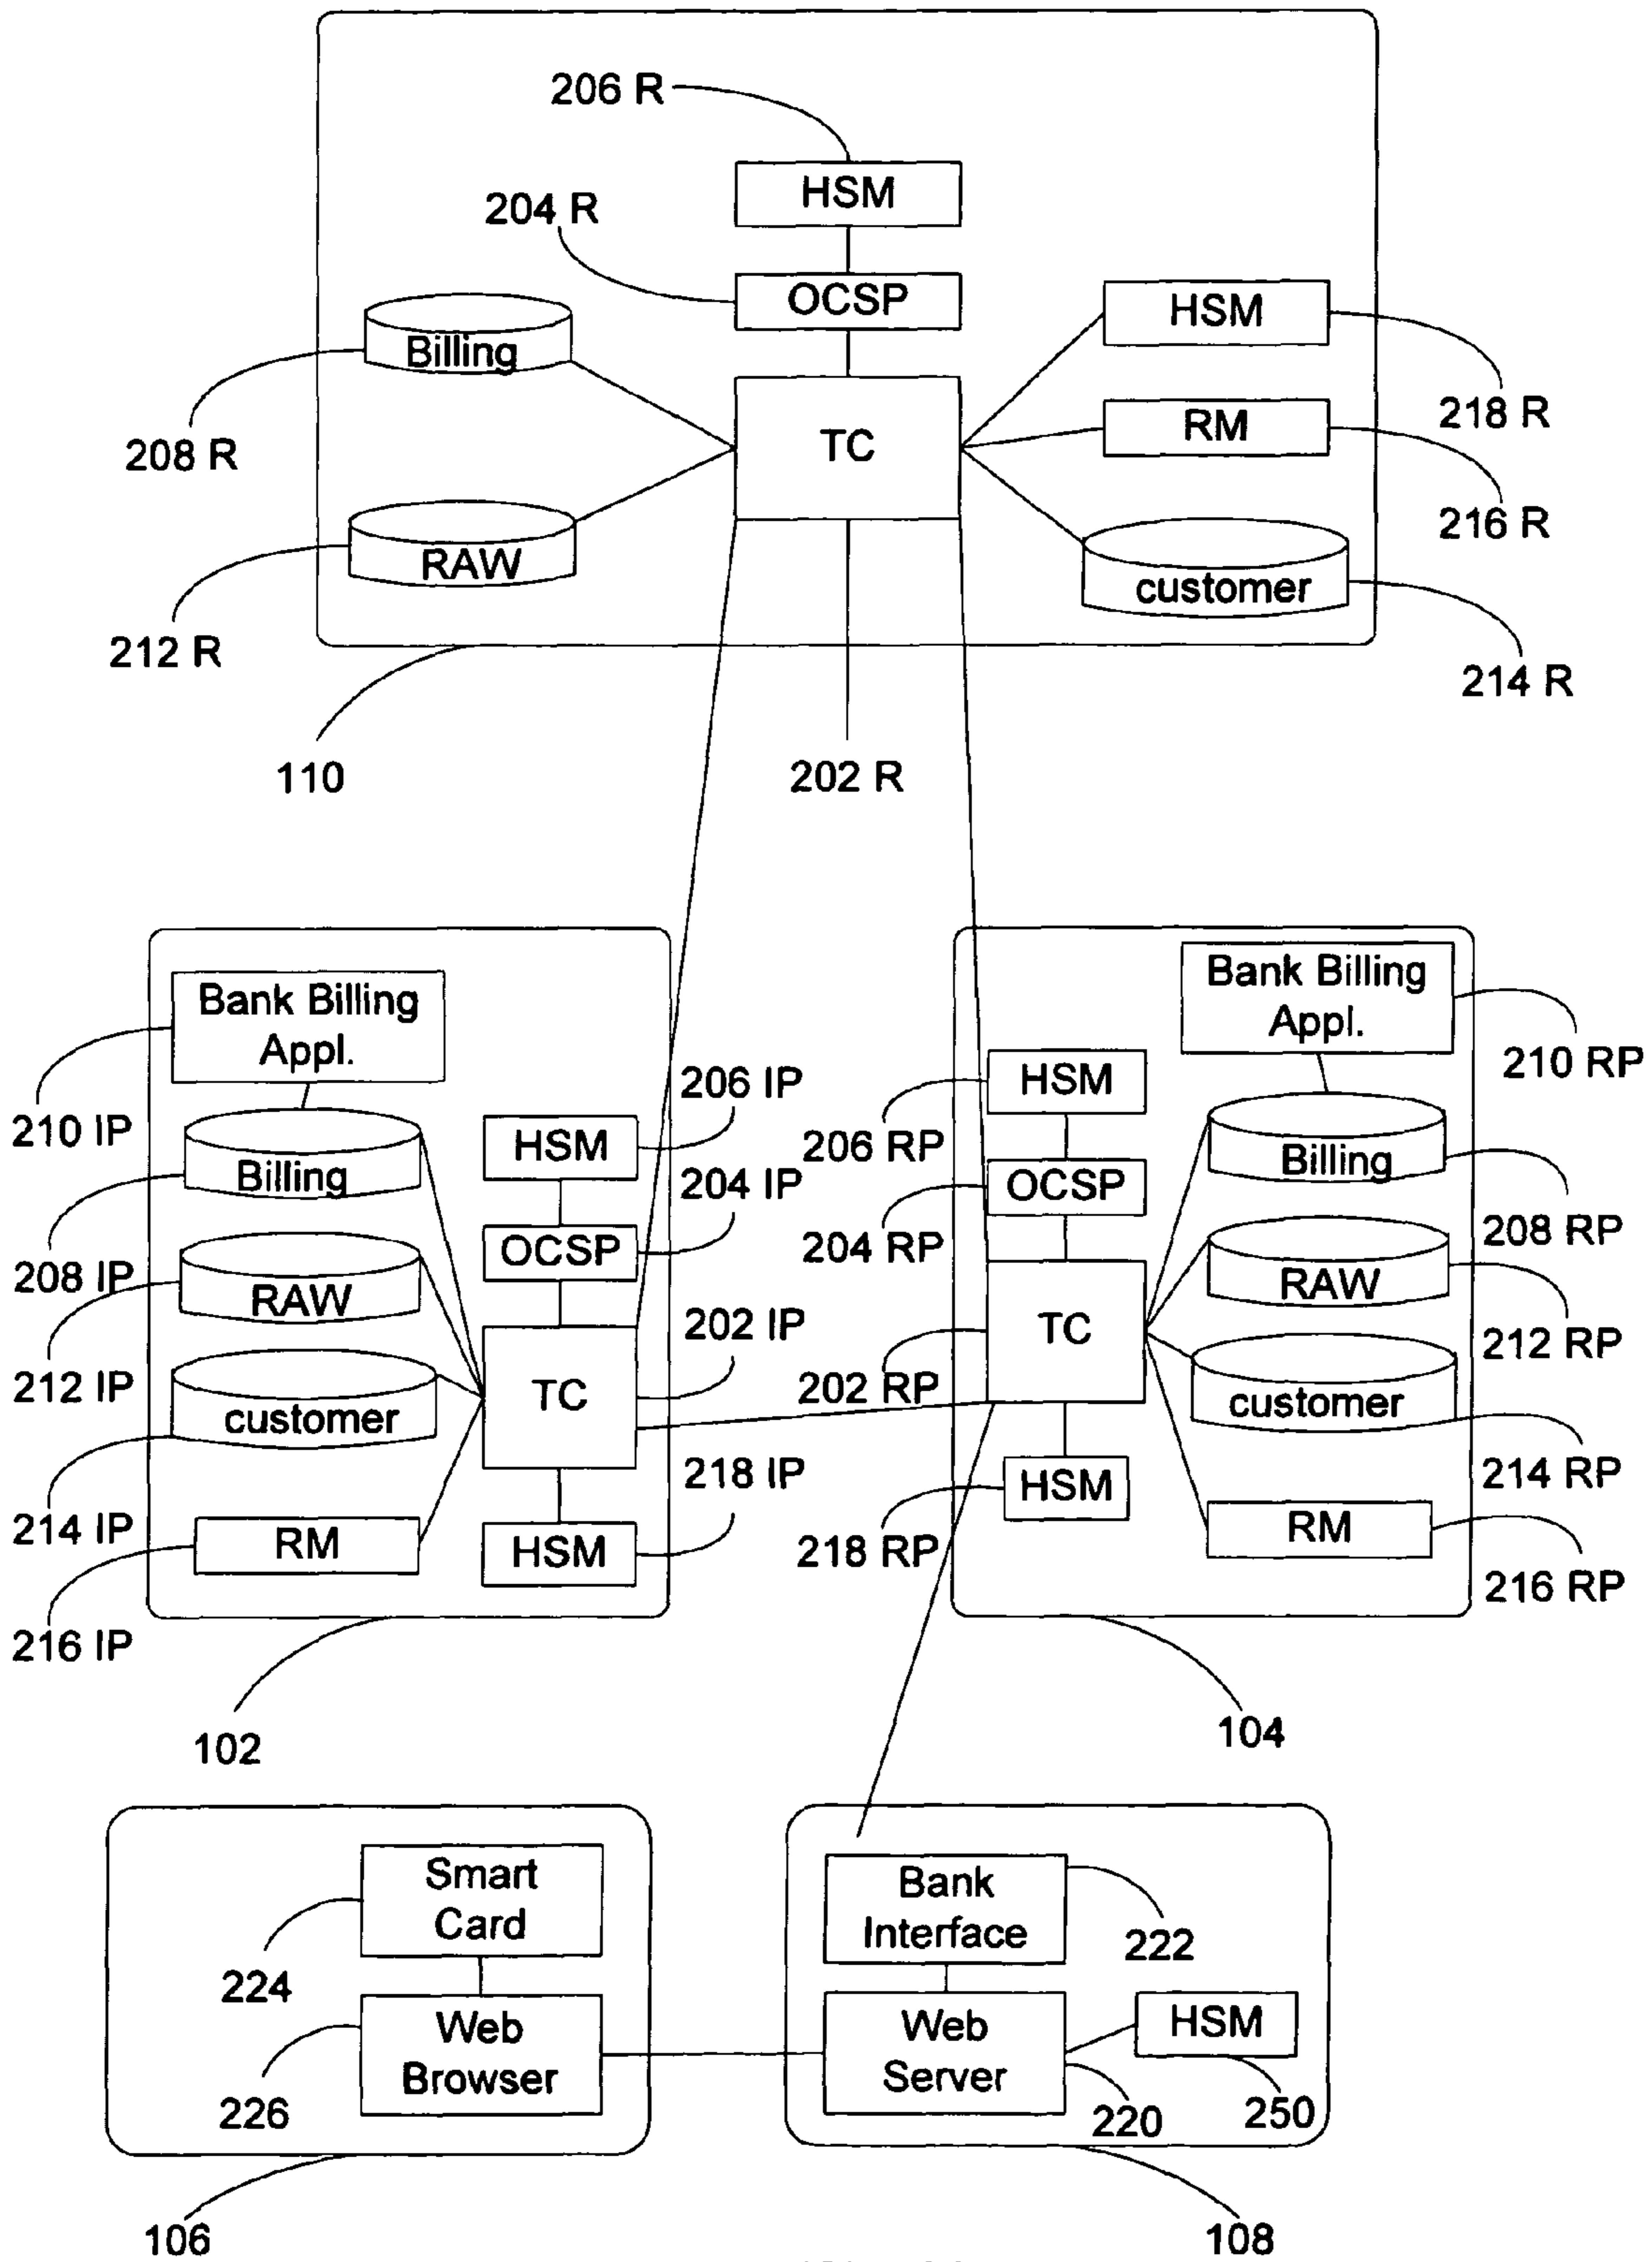 206 R
HSM
204 R
OCSP
HSM
Billing
218 R
RM
TC
208 R
216 R
RAW
customer
212 R
214 R
110
202 R
Bank Billing
Appl.
Bank Billing
Appl.
210 RP
206 IP
HSM
210 IP
HSM
206 RP
Billing
Billing
204 IP
OCSP
208 RP
204 RP
OCSP
208 IP
RAW
RAW
202 IP
TC
212 RP
212 IP
TC
202 RP
customer
customer
218 IP
HSM
214 RP
214 IP
RM
HSM
218 RP
RM
216 RP
216 IP
102
104
Smart
Card
Bank
Interface
222
224
Web
Browser
Web
Server
HSM
226
220
250
106
108